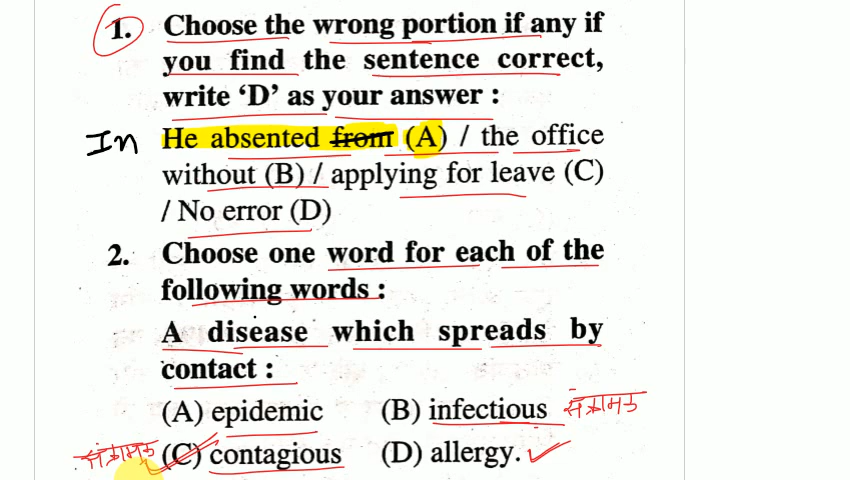 1. Choose the wrong portion if any if
you find the sentence correct,
write ‘D’ as your answer :
In He absented from (A) / the office
without (B) / applying for leave (C)
/ No error (D)
2. Choose one word for each of the
following words :
A disease which spreads by
contact :
(A) epidemic (B) infectious संक्रामक
संक्रामक (C) contagious (D) allergy.